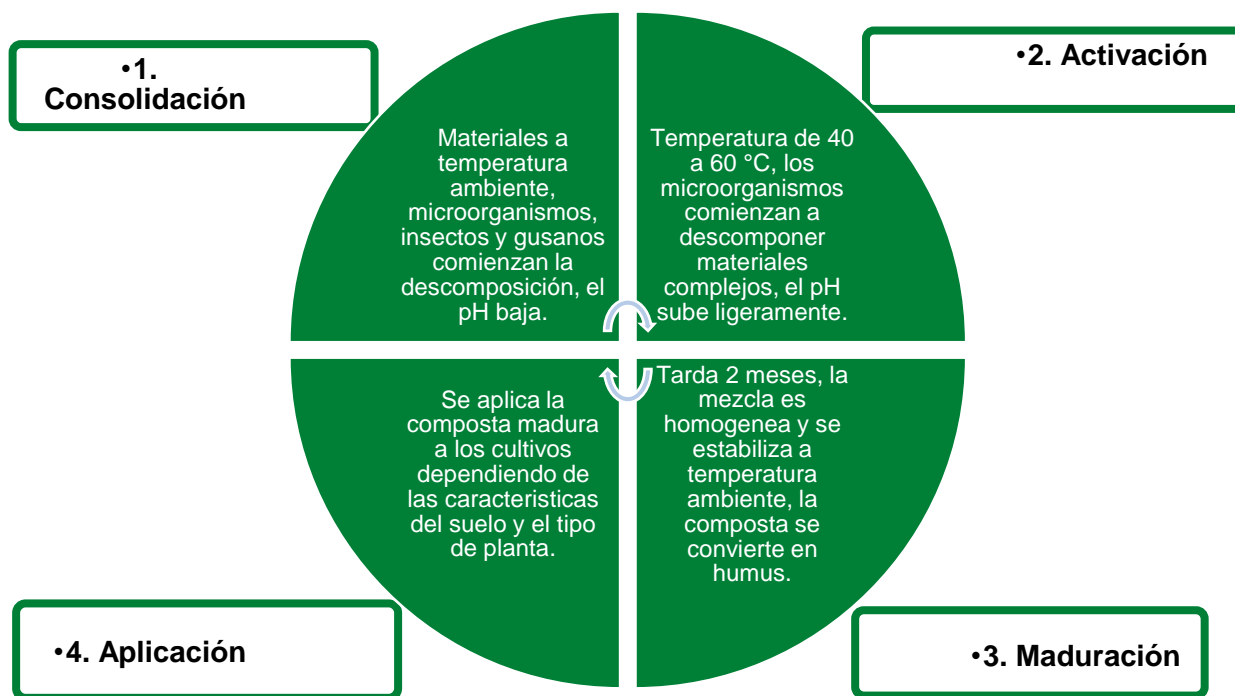 •1.
Consolidación
Materiales a
temperatura
ambiente,
microorganismos,
insectos y gusanos
comienzan la
descomposición, el
pH baja.
•2. Activación
Temperatura de 40
a 60 °C, los
microorganismos
comienzan a
descomponer
materiales
complejos, el pH
sube ligeramente.
Tarda 2 meses, la
mezcla es
homogenea y se
estabiliza a
temperatura
ambiente, la
composta se
convierte en
humus.
•3. Maduración
Se aplica la
composta madura
a los cultivos
dependiendo de
las caracteristicas
del suelo y el tipo
de planta.
•4. Aplicación